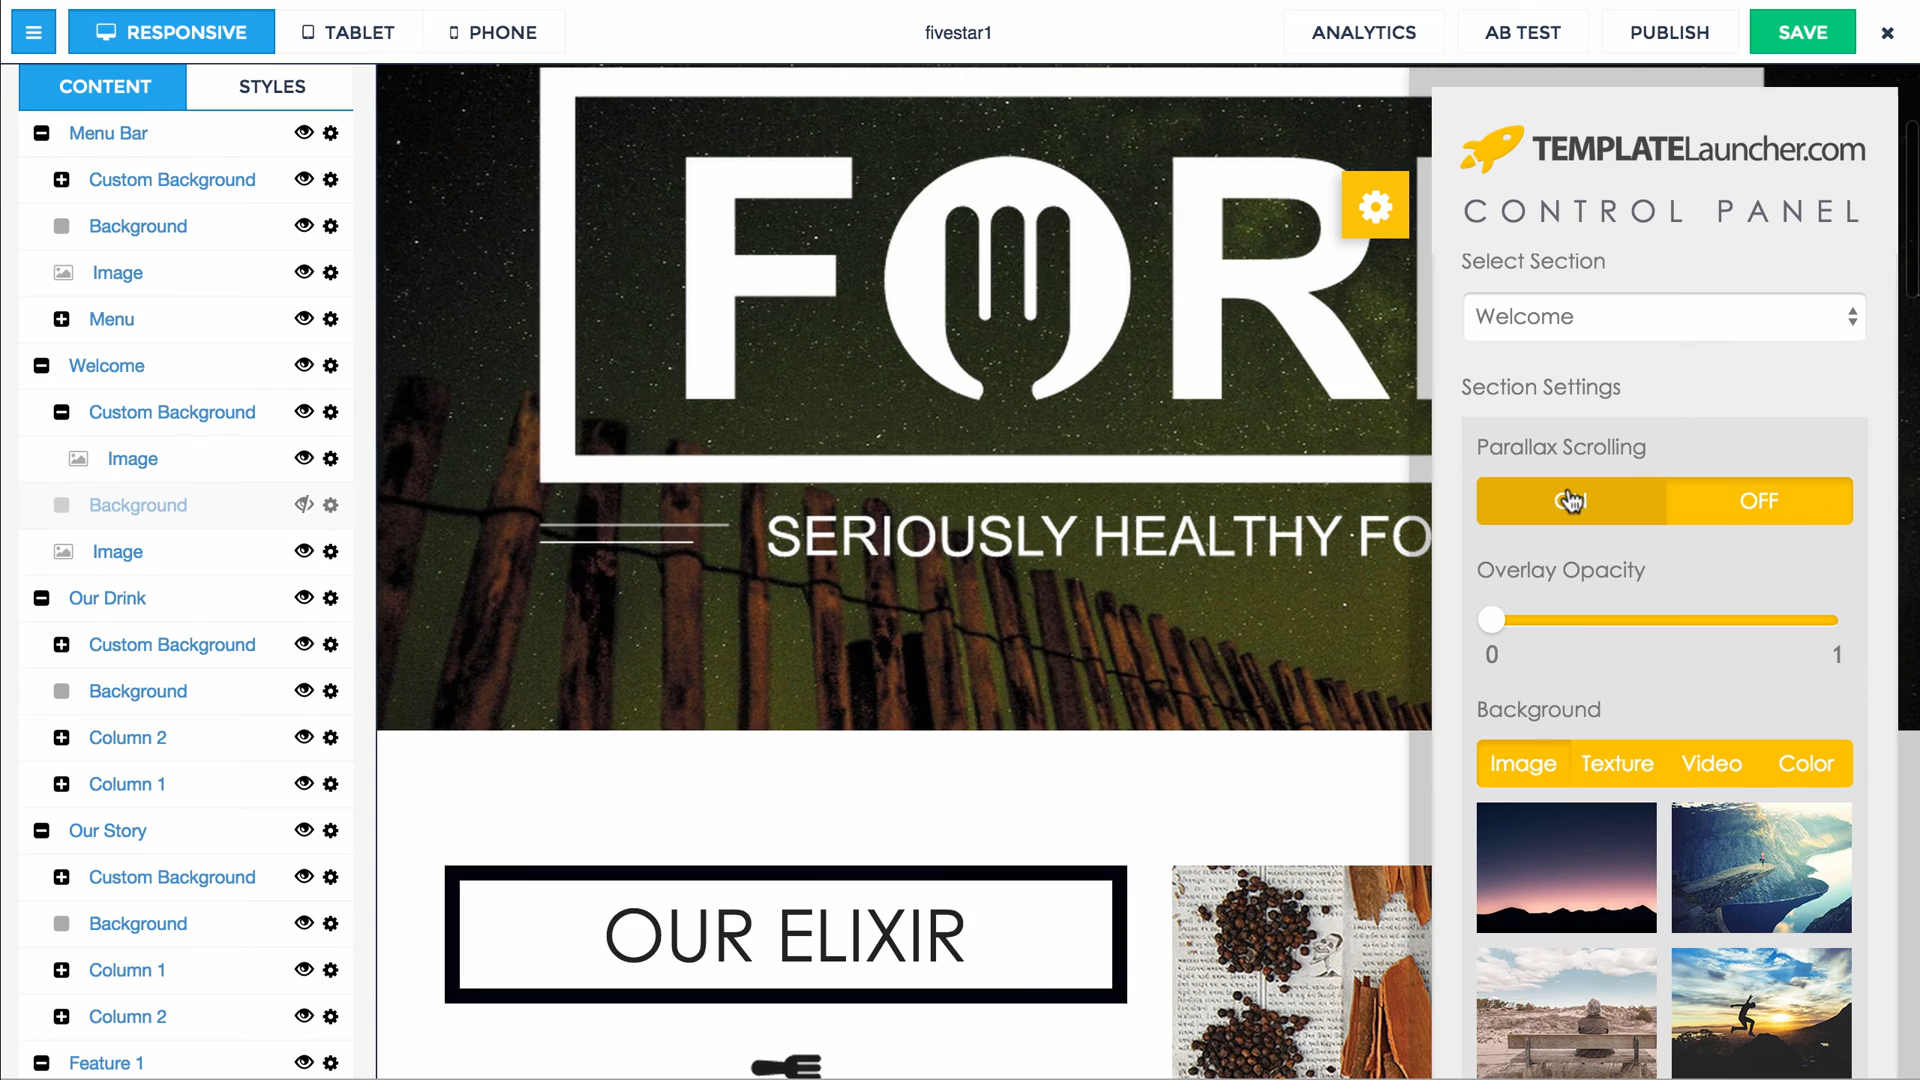 RESPONSIVE
TABLET
PHONE
fivestar1
ANALYTICS
AB TEST
PUBLISH
SAVE
CONTENT
STYLES
Menu Bar
Custom Background
Background
Image
Menu
Welcome
Custom Background
Image
Background
Image
Our Drink
Custom Background
Background
Column 2
Column 1
Our Story
Custom Background
Background
Column 1
Column 2
Feature 1
FOR
SERIOUSLY HEALTHY FO
OUR ELIXIR
TEMPLATELauncher.com
CONTROL PANEL
Select Section
Welcome
Section Settings
Parallax Scrolling
OFF
Overlay Opacity
0
1
Background
Image
Texture
Video
Color